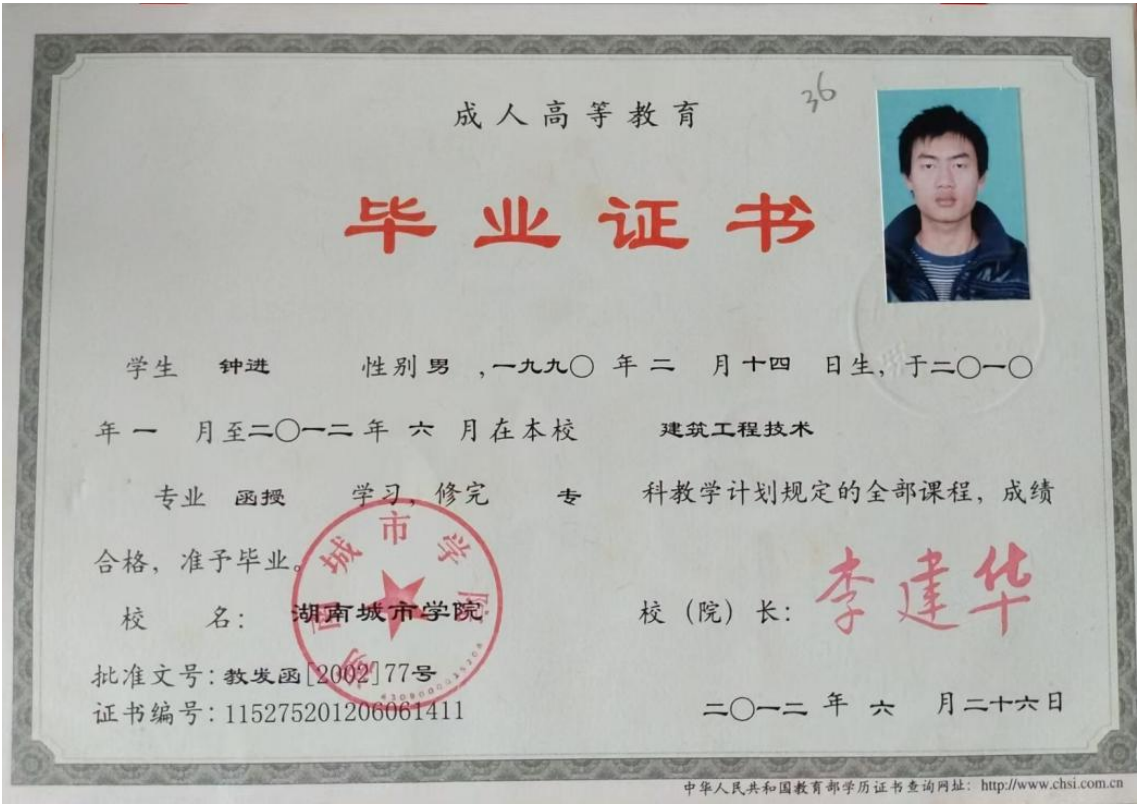 36
成人高等教育
毕业证书
学生 钟进 性别 男 ,一九九〇 年 二 月 十四 日生, 于二〇一〇
年 一 月至二〇一二 年 六 月在本校 建筑工程技术
专业 函授 学习, 修完 专 科教学计划规定的全部课程, 成绩
合格, 准予毕业。
校 名: 湖南城市学院 校 (院) 长: 李建华
湖南城市学院
批准文号: 教发函[2002]77号
证书编号: 115275201206061411
二〇一二 年 六 月二十六日
中华人民共和国教育部学历证书查询网址: http://www.chsi.com.cn